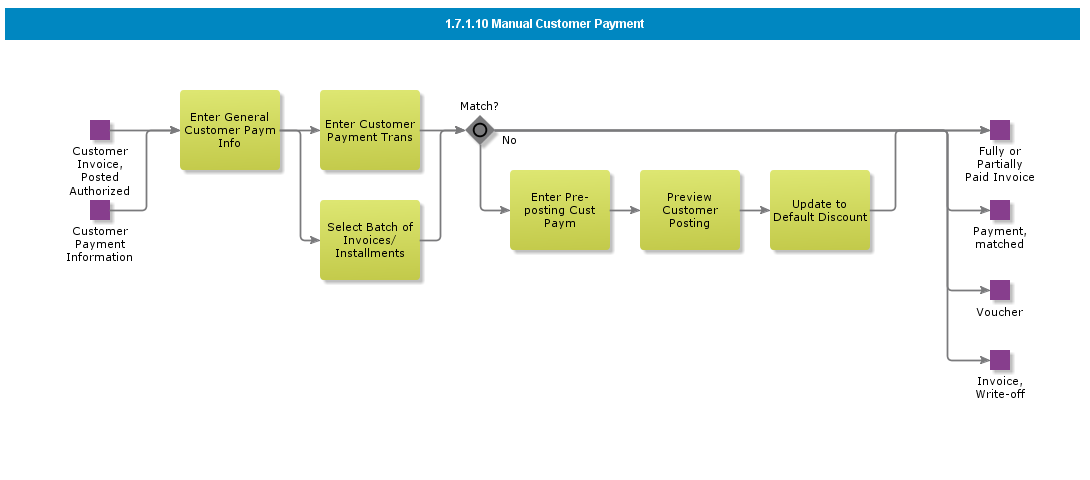 1.7.1.10 Manual Customer Payment
Customer
Invoice,
Posted
Authorized
Customer
Payment
Information
Enter General
Customer Paym
Info
Enter Customer
Payment Trans
Select Batch of
Invoices/
Installments
Match?
No
Enter Pre-
posting Cust
Paym
Preview
Customer
Posting
Update to
Default Discount
Fully or
Partially
Paid Invoice
Payment,
matched
Voucher
Invoice,
Write-off